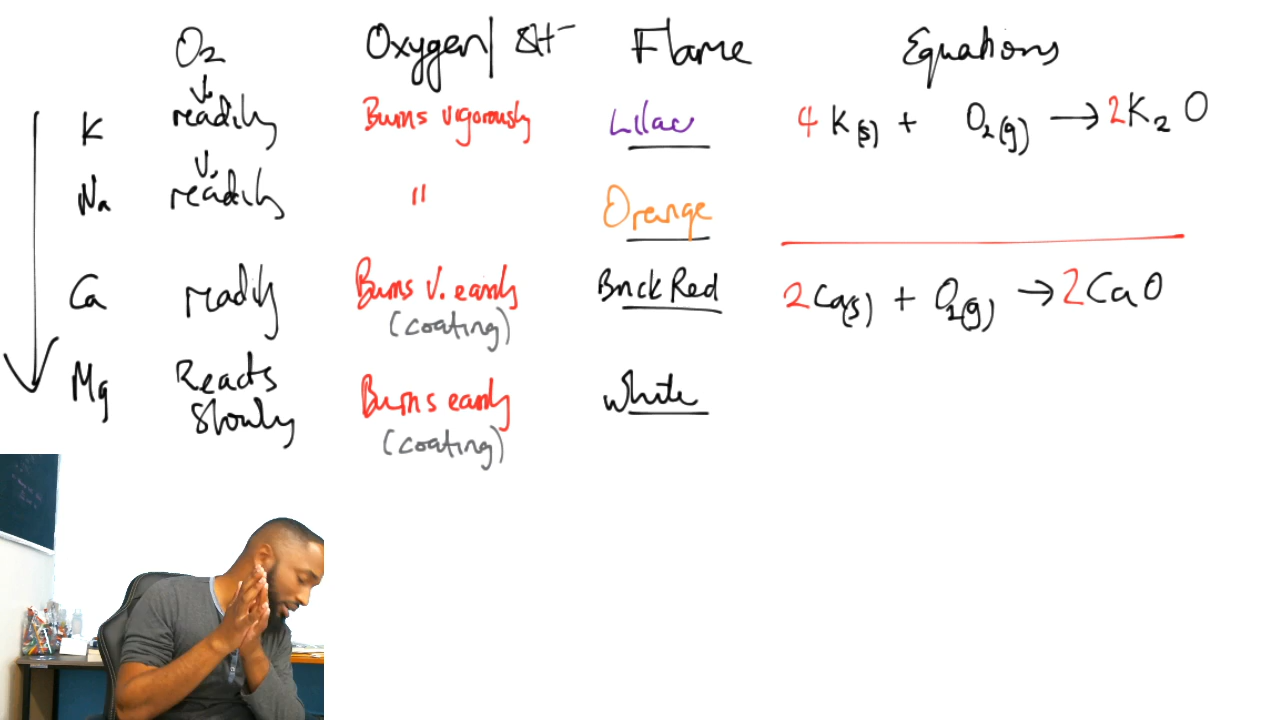 O₂ Oxygen/ Δt⁻ Flame Equations
K v. readily Burns vigorously Lilac 4K(s) + O₂(g) → 2K₂O
Na v. readily " Orange
Ca readily Burns v. easily Brick Red 2Ca(s) + O₂(g) → 2CaO
(coating)
Mg Reacts Burns easily White
slowly (coating)